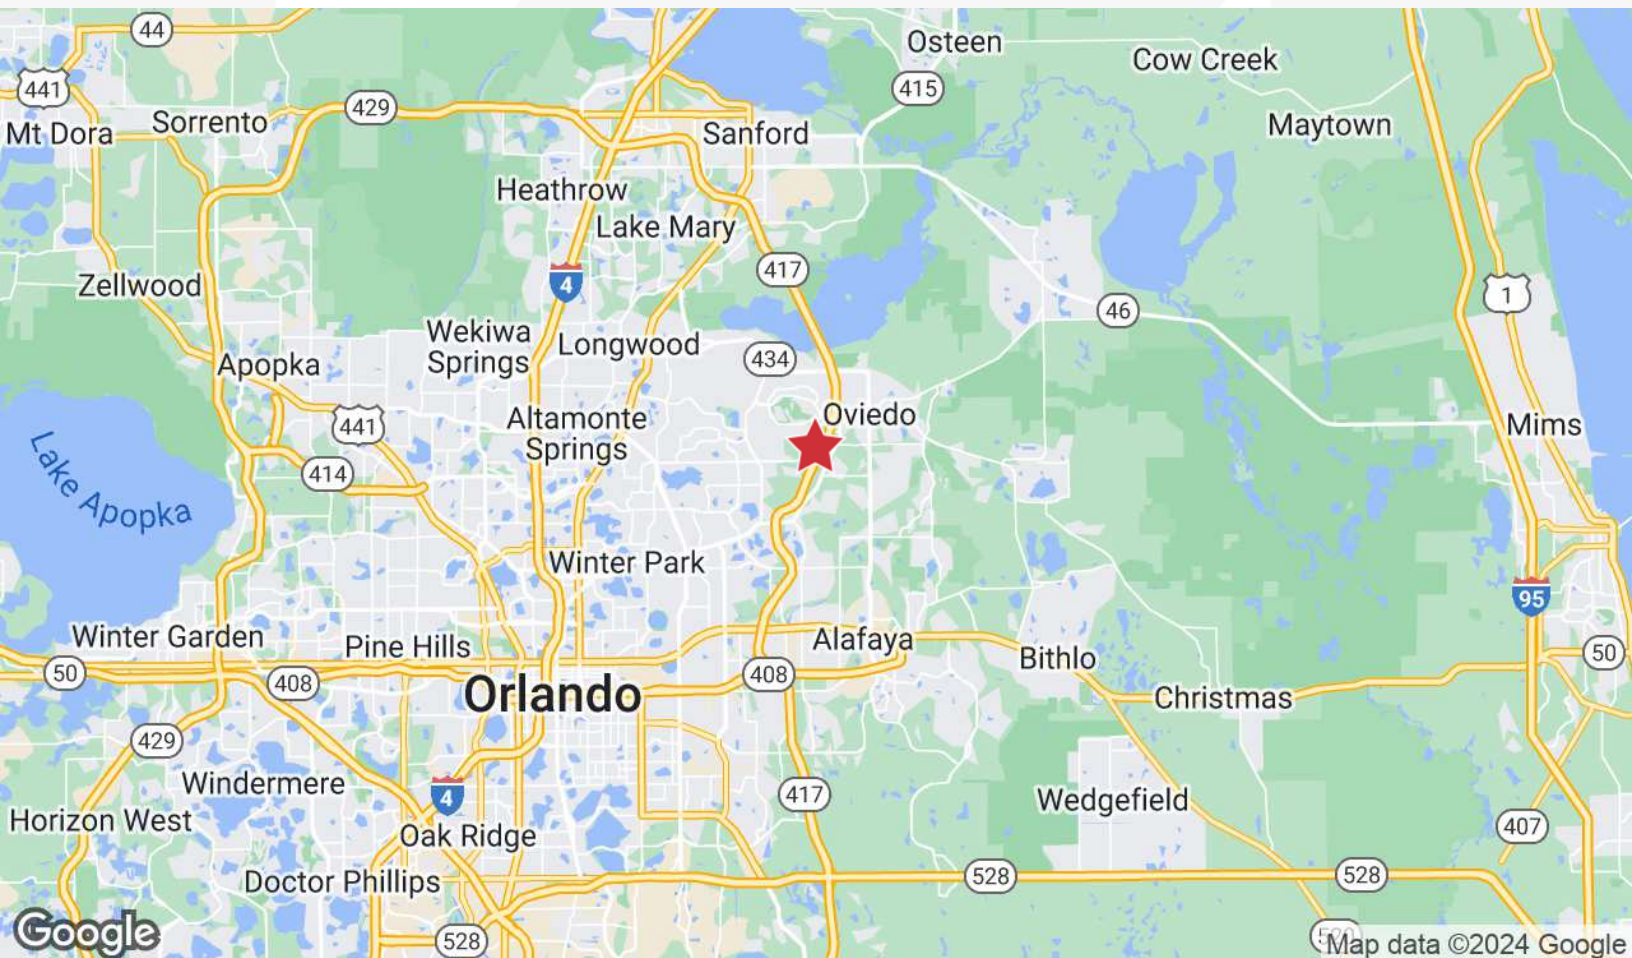 44
Osteen
Cow Creek
441
415
429
Mt Dora
Sorrento
Sanford
Maytown
Heathrow
Lake Mary
417
4
Zellwood
1
46
Wekiwa
Springs
Longwood
434
Apopka
441
Altamonte
Springs
Oviedo
Mims
414
Lake Apopka
Winter Park
95
Winter Garden
Pine Hills
Alafaya
Bithlo
50
50
408
408
Orlando
Christmas
429
Windermere
4
417
Wedgefield
Horizon West
Oak Ridge
407
Doctor Phillips
528
528
Google
528
Map data ©2024 Google